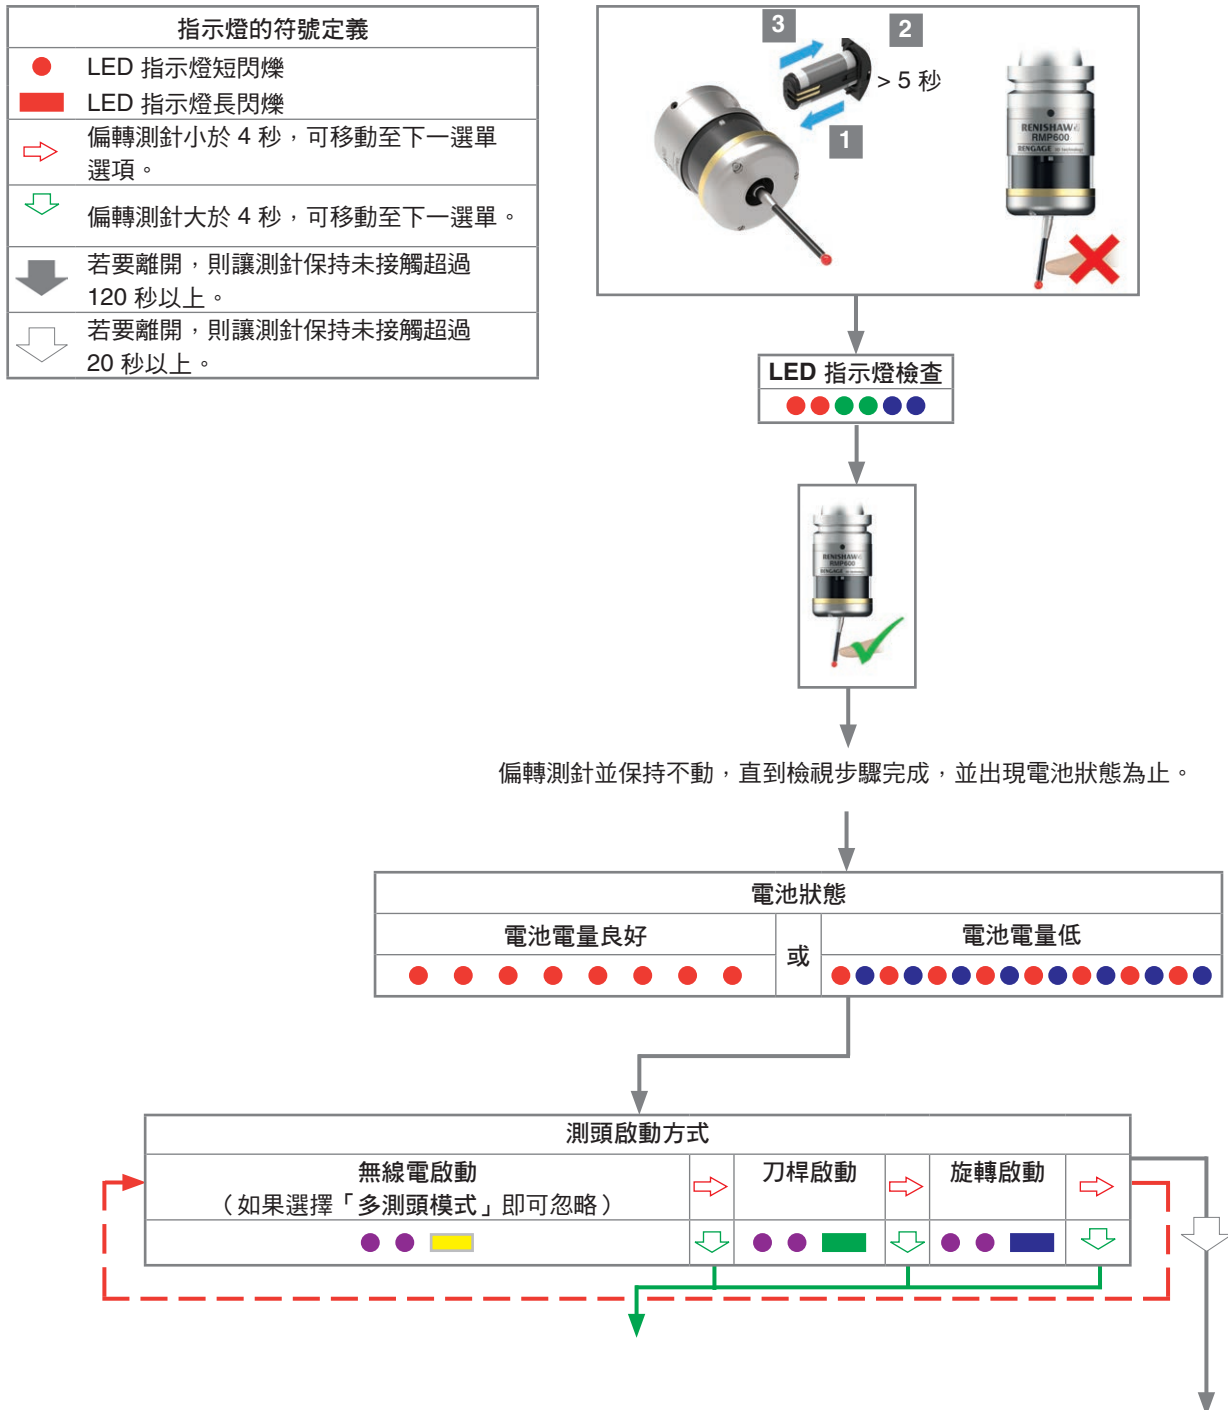 指示燈的符號定義
LED 指示燈短閃爍
LED 指示燈長閃爍
偏轉測針小於 4 秒，可移動至下一選單
選項。
偏轉測針大於 4 秒，可移動至下一選單。
若要離開，則讓測針保持未接觸超過
120 秒以上。
若要離開，則讓測針保持未接觸超過
20 秒以上。
3
2
> 5 秒
1
RENISHAW
RMP600
RENGAGE
LED 指示燈檢查
RENISHAW
RMP600
RENGAGE
偏轉測針並保持不動，直到檢視步驟完成，並出現電池狀態為止。
電池狀態
電池電量良好
或
電池電量低
測頭啟動方式
無線電啟動
（如果選擇「多測頭模式」即可忽略）
刀桿啟動
旋轉啟動